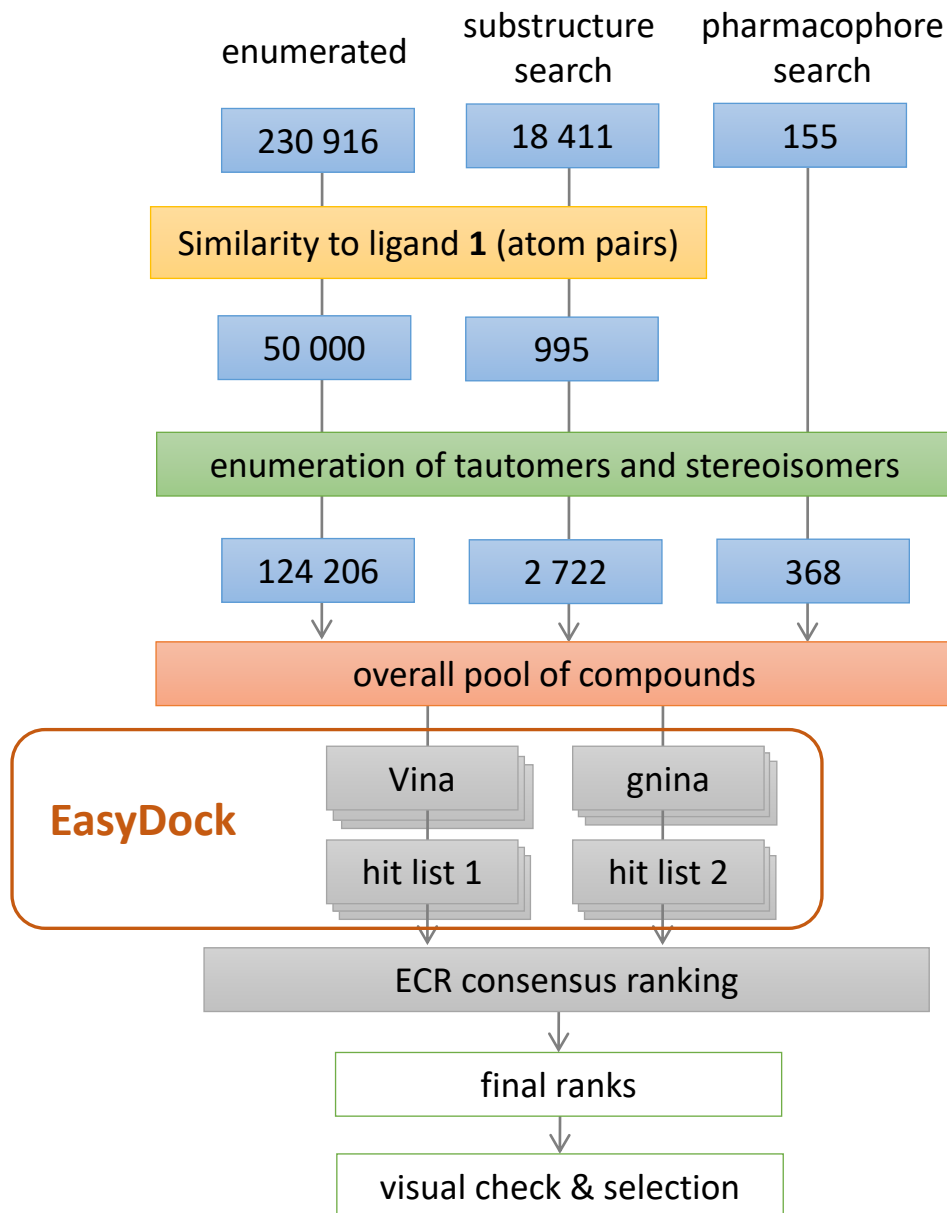 enumerated
substructure
search
pharmacophore
search
230 916
18 411
155
Similarity to ligand 1 (atom pairs)
50 000
995
enumeration of tautomers and stereoisomers
124 206
2 722
368
overall pool of compounds
EasyDock
Vina
gnina
hit list 1
hit list 2
ECR consensus ranking
final ranks
visual check & selection